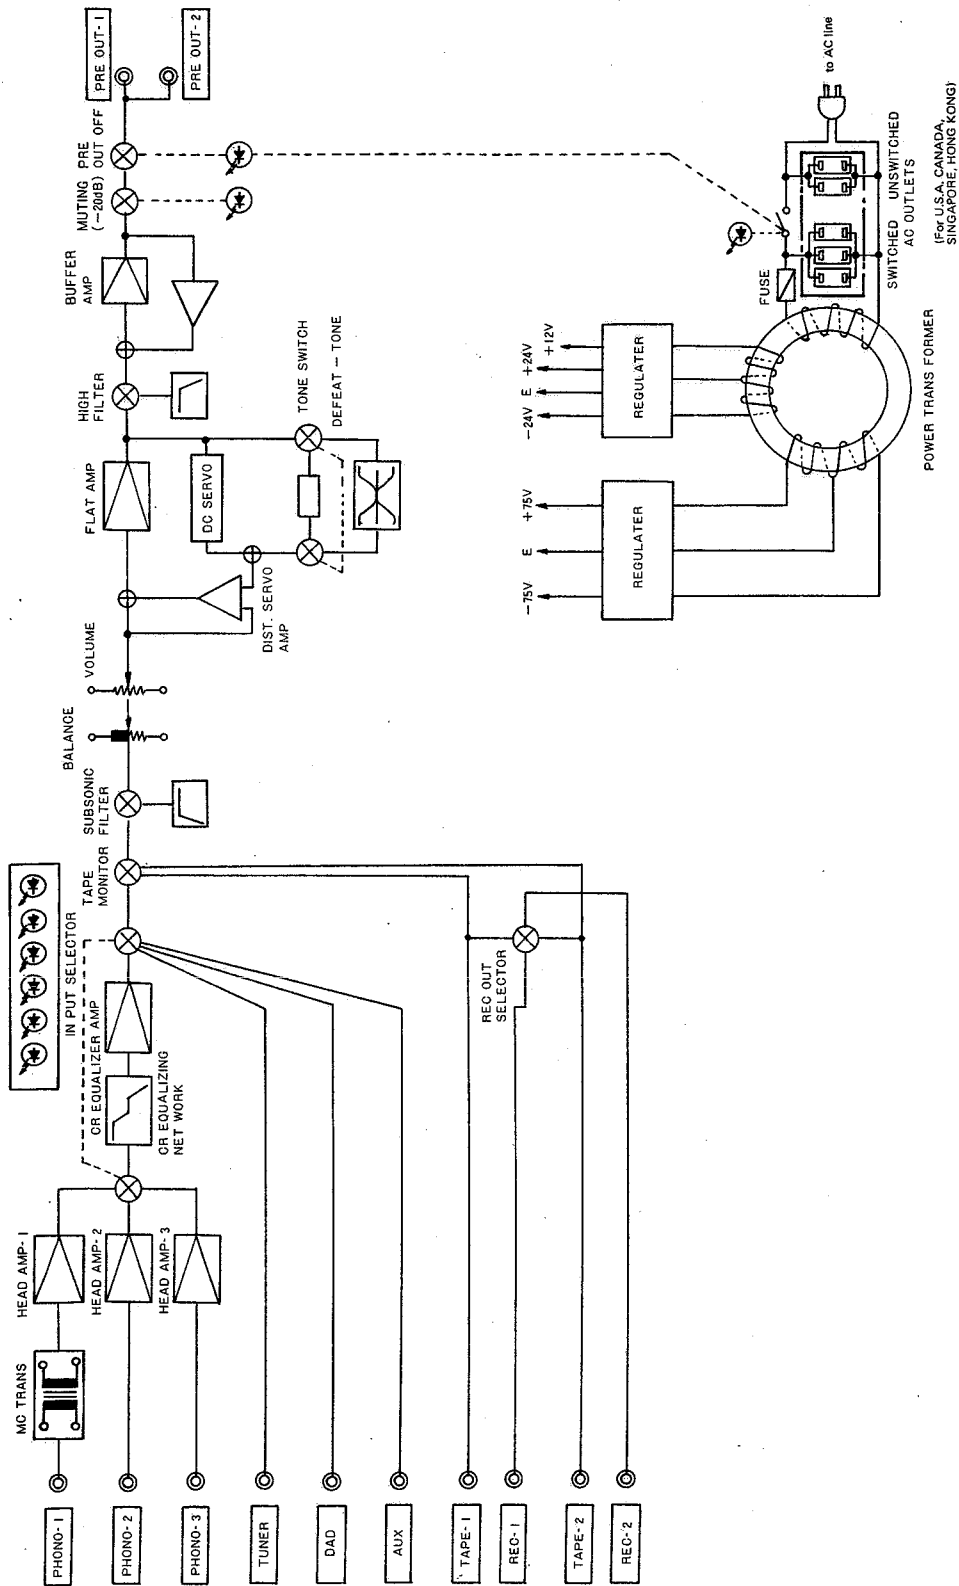 PHONO-1
PHONO-2
PHONO-3
TUNER
DAD
AUX
TAPE-1
REC-1
TAPE-2
REC-2
MC TRANS
HEAD AMP-1
HEAD AMP-2
HEAD AMP-3
CR EQUALIZER AMP
CR EQUALIZING
NET WORK
IN PUT SELECTOR
REC OUT
SELECTOR
TAPE
MONITOR
SUBSONIC
FILTER
BALANCE
VOLUME
DIST. SERVO
AMP
FLAT AMP
DC SERVO
TONE SWITCH
DEFEAT-TONE
HIGH
FILTER
BUFFER
AMP
MUTING
(-20dB)
PRE
OUT OFF
PRE OUT-1
PRE OUT-2
-75V
E
+75V
REGULATER
-24V
E
+24V
+12V
REGULATER
POWER TRANS FORMER
FUSE
SWITCHED UNSWITCHED
AC OUTLETS
to AC line
(For U.S.A, CANADA,
SINGAPORE, HONG KONG)